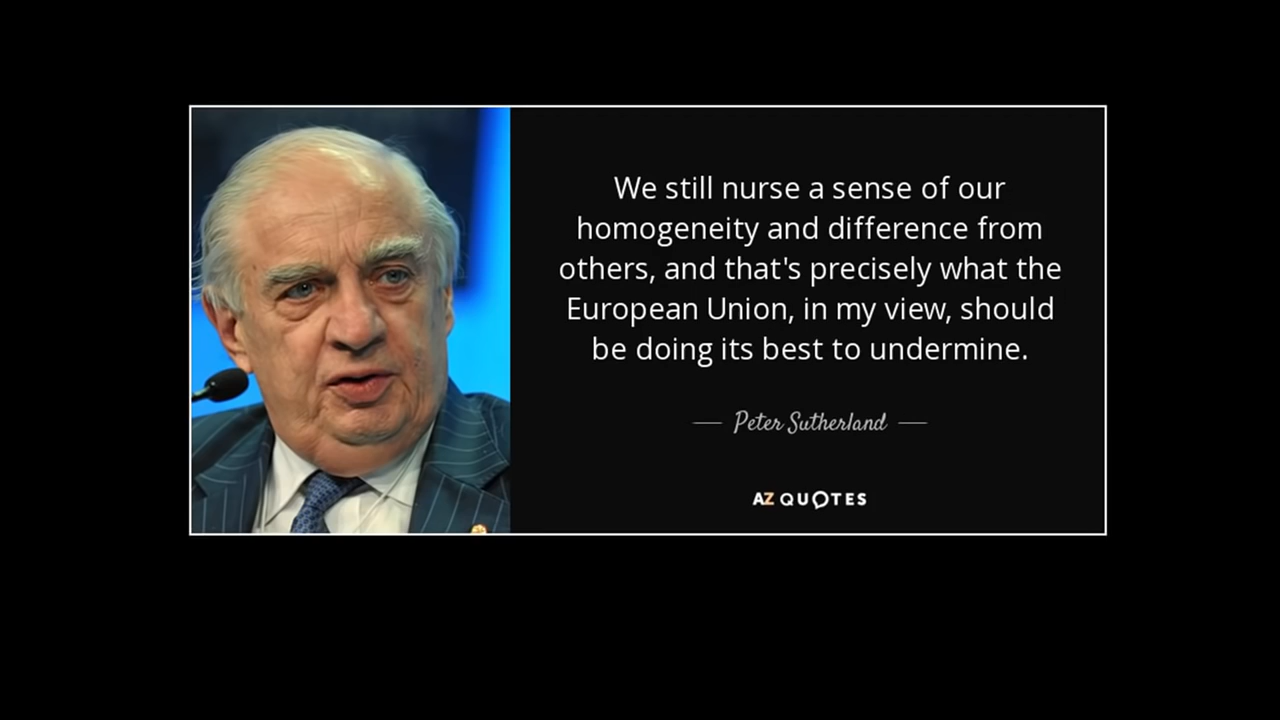 We still nurse a sense of our
homogeneity and difference from
others, and that's precisely what the
European Union, in my view, should
be doing its best to undermine.
Peter Sutherland
AZ QUOTES